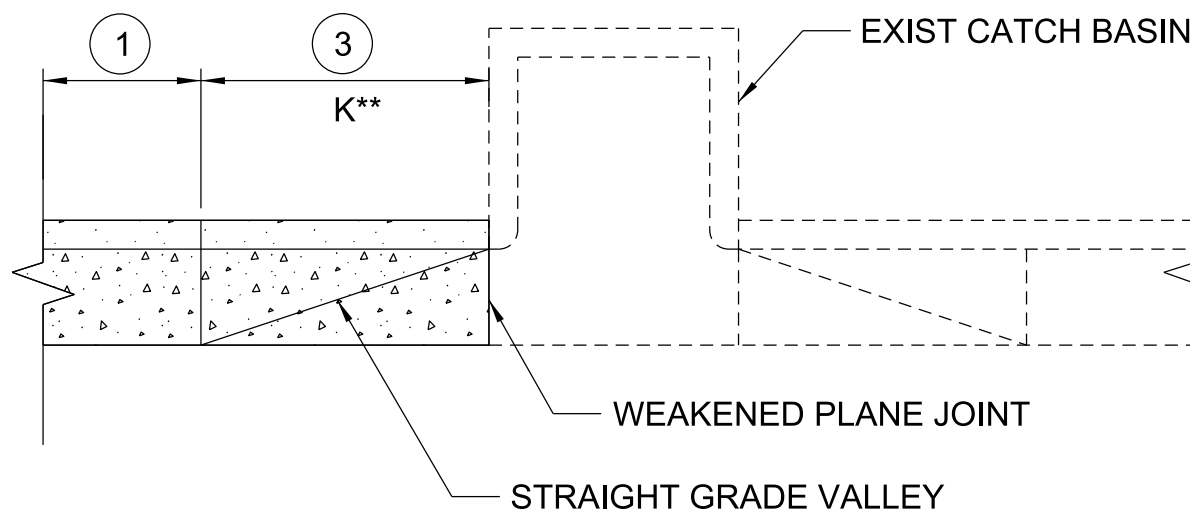 1
3
EXIST CATCH BASIN
K**
WEAKENED PLANE JOINT
STRAIGHT GRADE VALLEY